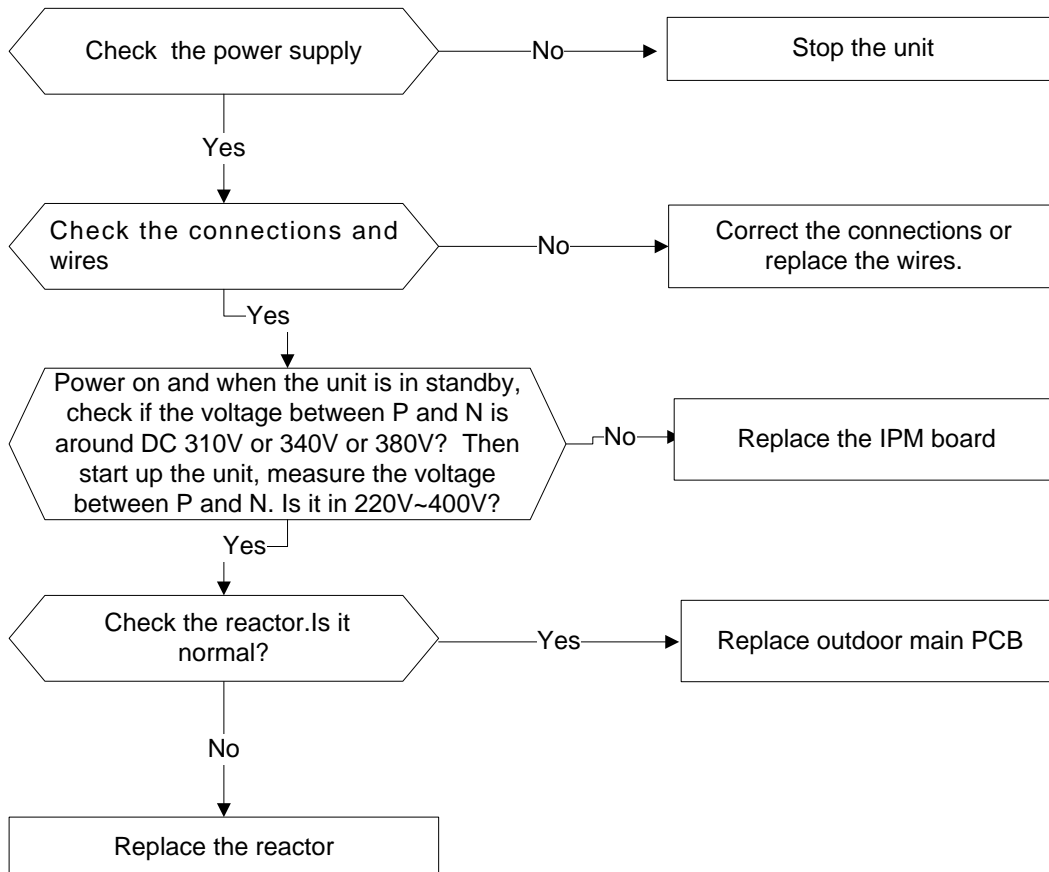 Check the power supply
No
Stop the unit
Yes
Check the connections and
wires
No
Correct the connections or
replace the wires.
Yes
Power on and when the unit is in standby,
check if the voltage between P and N is
around DC 310V or 340V or 380V? Then
start up the unit, measure the voltage
between P and N. Is it in 220V~400V?
No
Replace the IPM board
Yes
Check the reactor.Is it
normal?
Yes
Replace outdoor main PCB
No
Replace the reactor